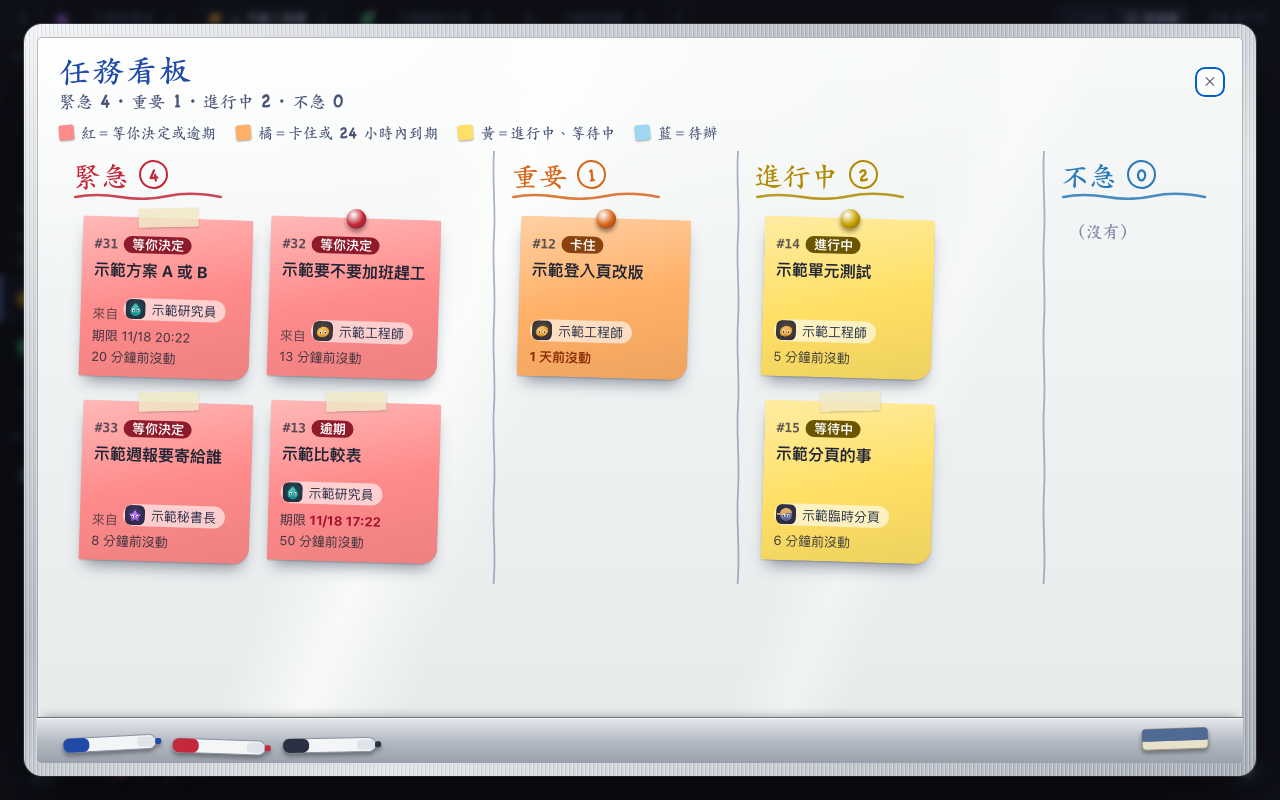 任務看板
緊急 4・重要 1・進行中 2・不急 0
紅＝等你決定或逾期 橘＝卡住或 24 小時內到期 黃＝進行中、等待中 藍＝待辦
緊急 4
#31 等你決定
示範方案 A 或 B
來自 示範研究員
期限 11/18 20:22
20 分鐘前沒動
#32 等你決定
示範要不要加班趕工
來自 示範工程師
13 分鐘前沒動
#33 等你決定
示範週報要寄給誰
來自 示範秘書長
8 分鐘前沒動
#13 逾期
示範比較表
示範研究員
期限 11/18 17:22
50 分鐘前沒動
重要 1
#12 卡住
示範登入頁改版
示範工程師
1 天前沒動
進行中 2
#14 進行中
示範單元測試
示範工程師
5 分鐘前沒動
#15 等待中
示範分頁的事
示範臨時分頁
6 分鐘前沒動
不急 0
（沒有）